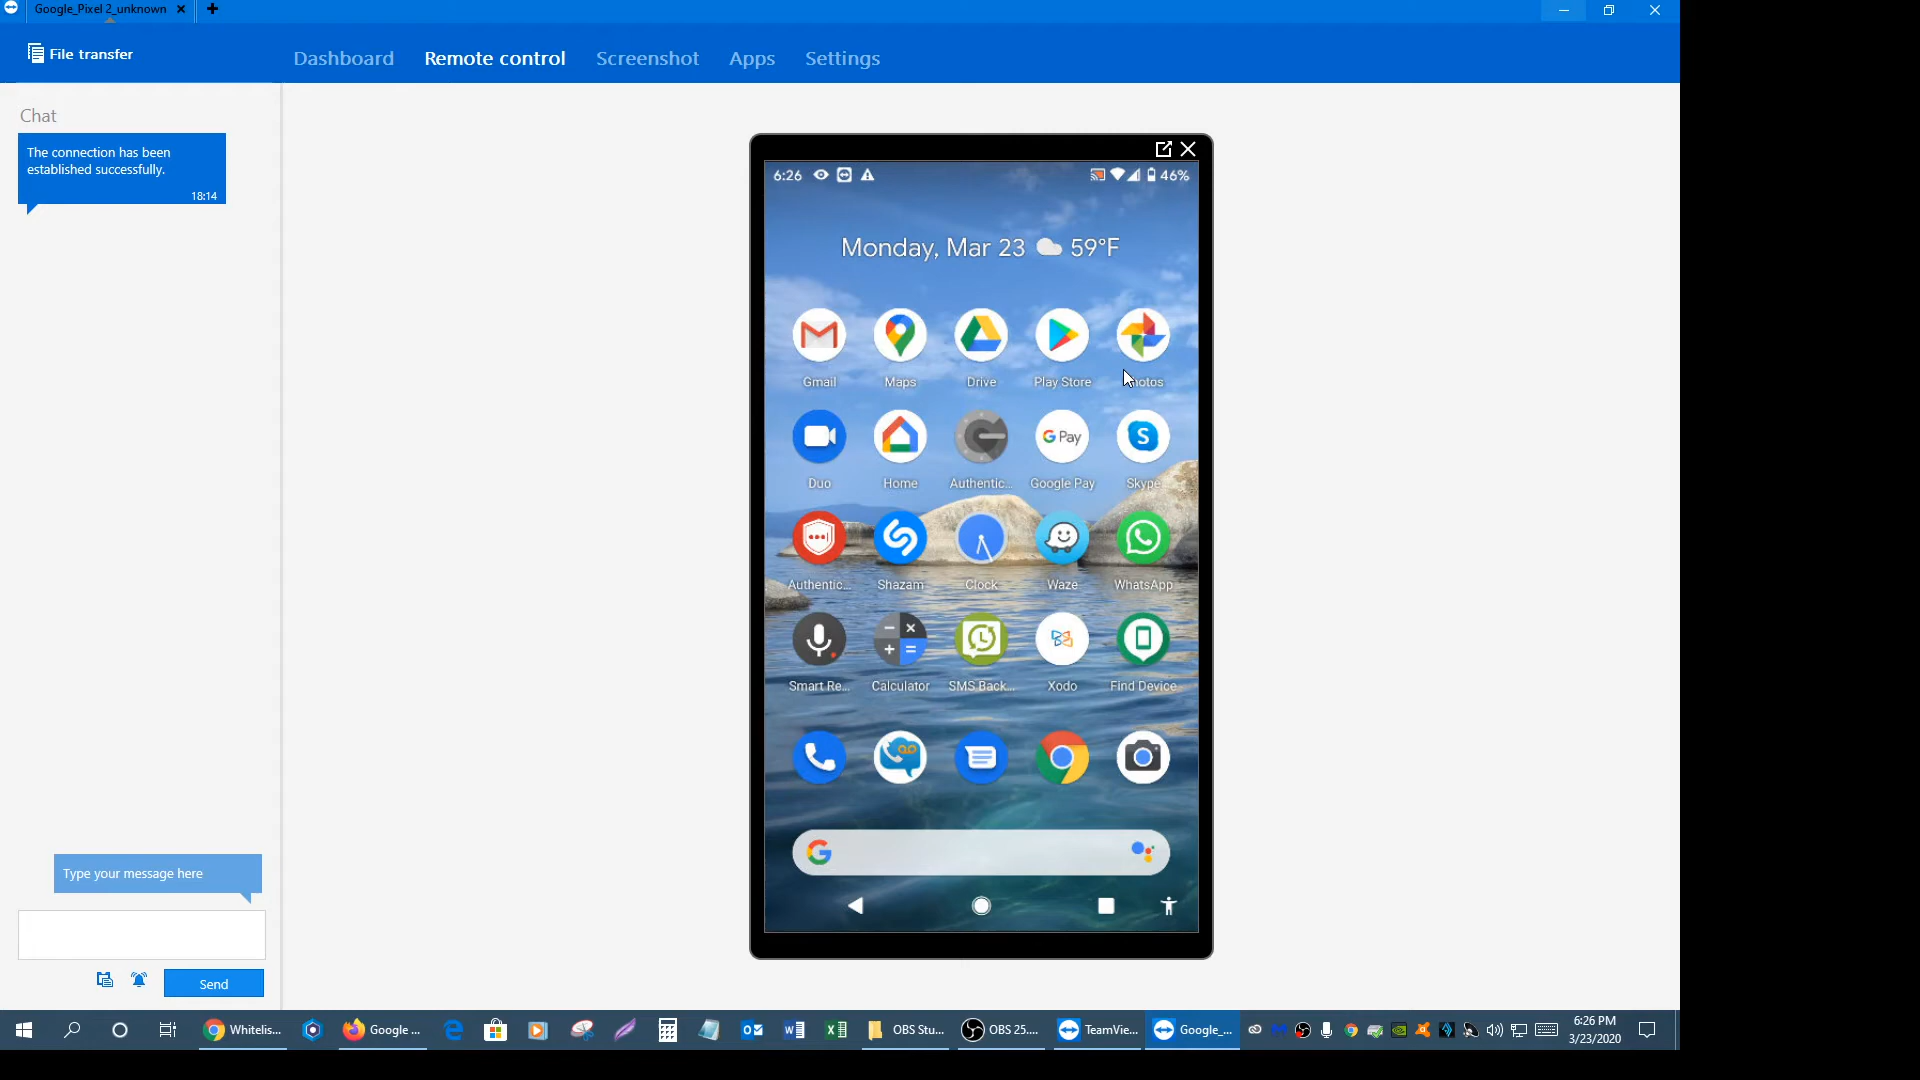 Google_Pixel 2_unknown
File transfer
Dashboard
Remote control
Screenshot
Apps
Settings
Chat
The connection has been
established successfully.
18:14
6:26
46%
Monday, Mar 23 59°F
Gmail
Maps
Drive
Play Store
Photos
Duo
Home
Authentic...
G Pay
Google Pay
Skype
Authentic...
Shazam
Clock
Waze
WhatsApp
Smart Re...
Calculator
SMS Back...
Xodo
Find Device
Type your message here
Send
Whitelis...
Google ...
OBS Stu...
OBS 25....
TeamVie...
Google_...
6:26 PM
3/23/2020